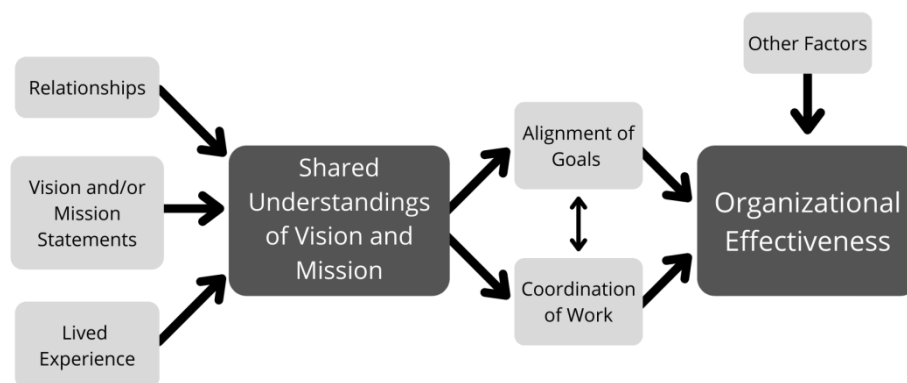 Other Factors
Relationships
Vision and/or
Mission
Statements
Lived
Experience
Shared
Understandings
of Vision and
Mission
Alignment of
Goals
Coordination
of Work
Organizational
Effectiveness